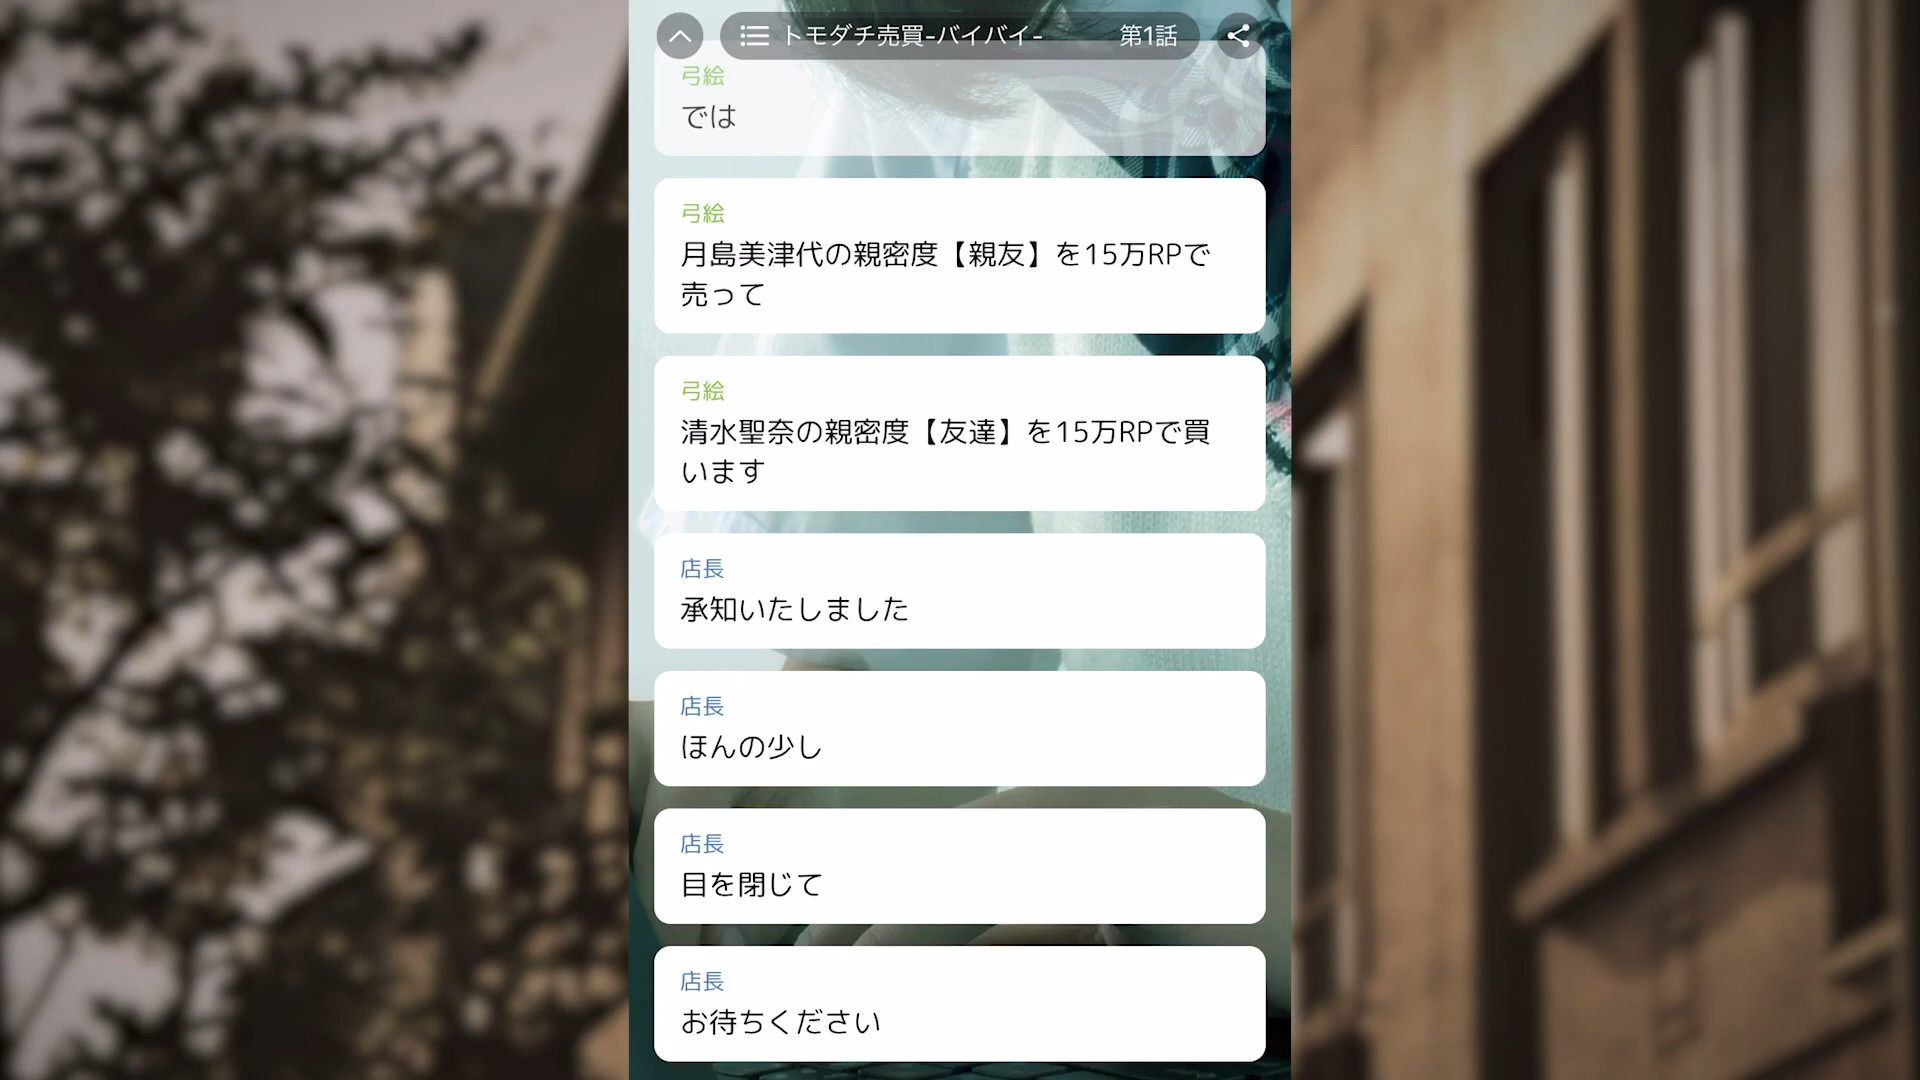 トモダチ売買-バイバイ- 第1話
弓絵
では
弓絵
月島美津代の親密度【親友】を15万RPで
売って
弓絵
清水聖奈の親密度【友達】を15万RPで買
います
店長
承知いたしました
店長
ほんの少し
店長
目を閉じて
店長
お待ちください